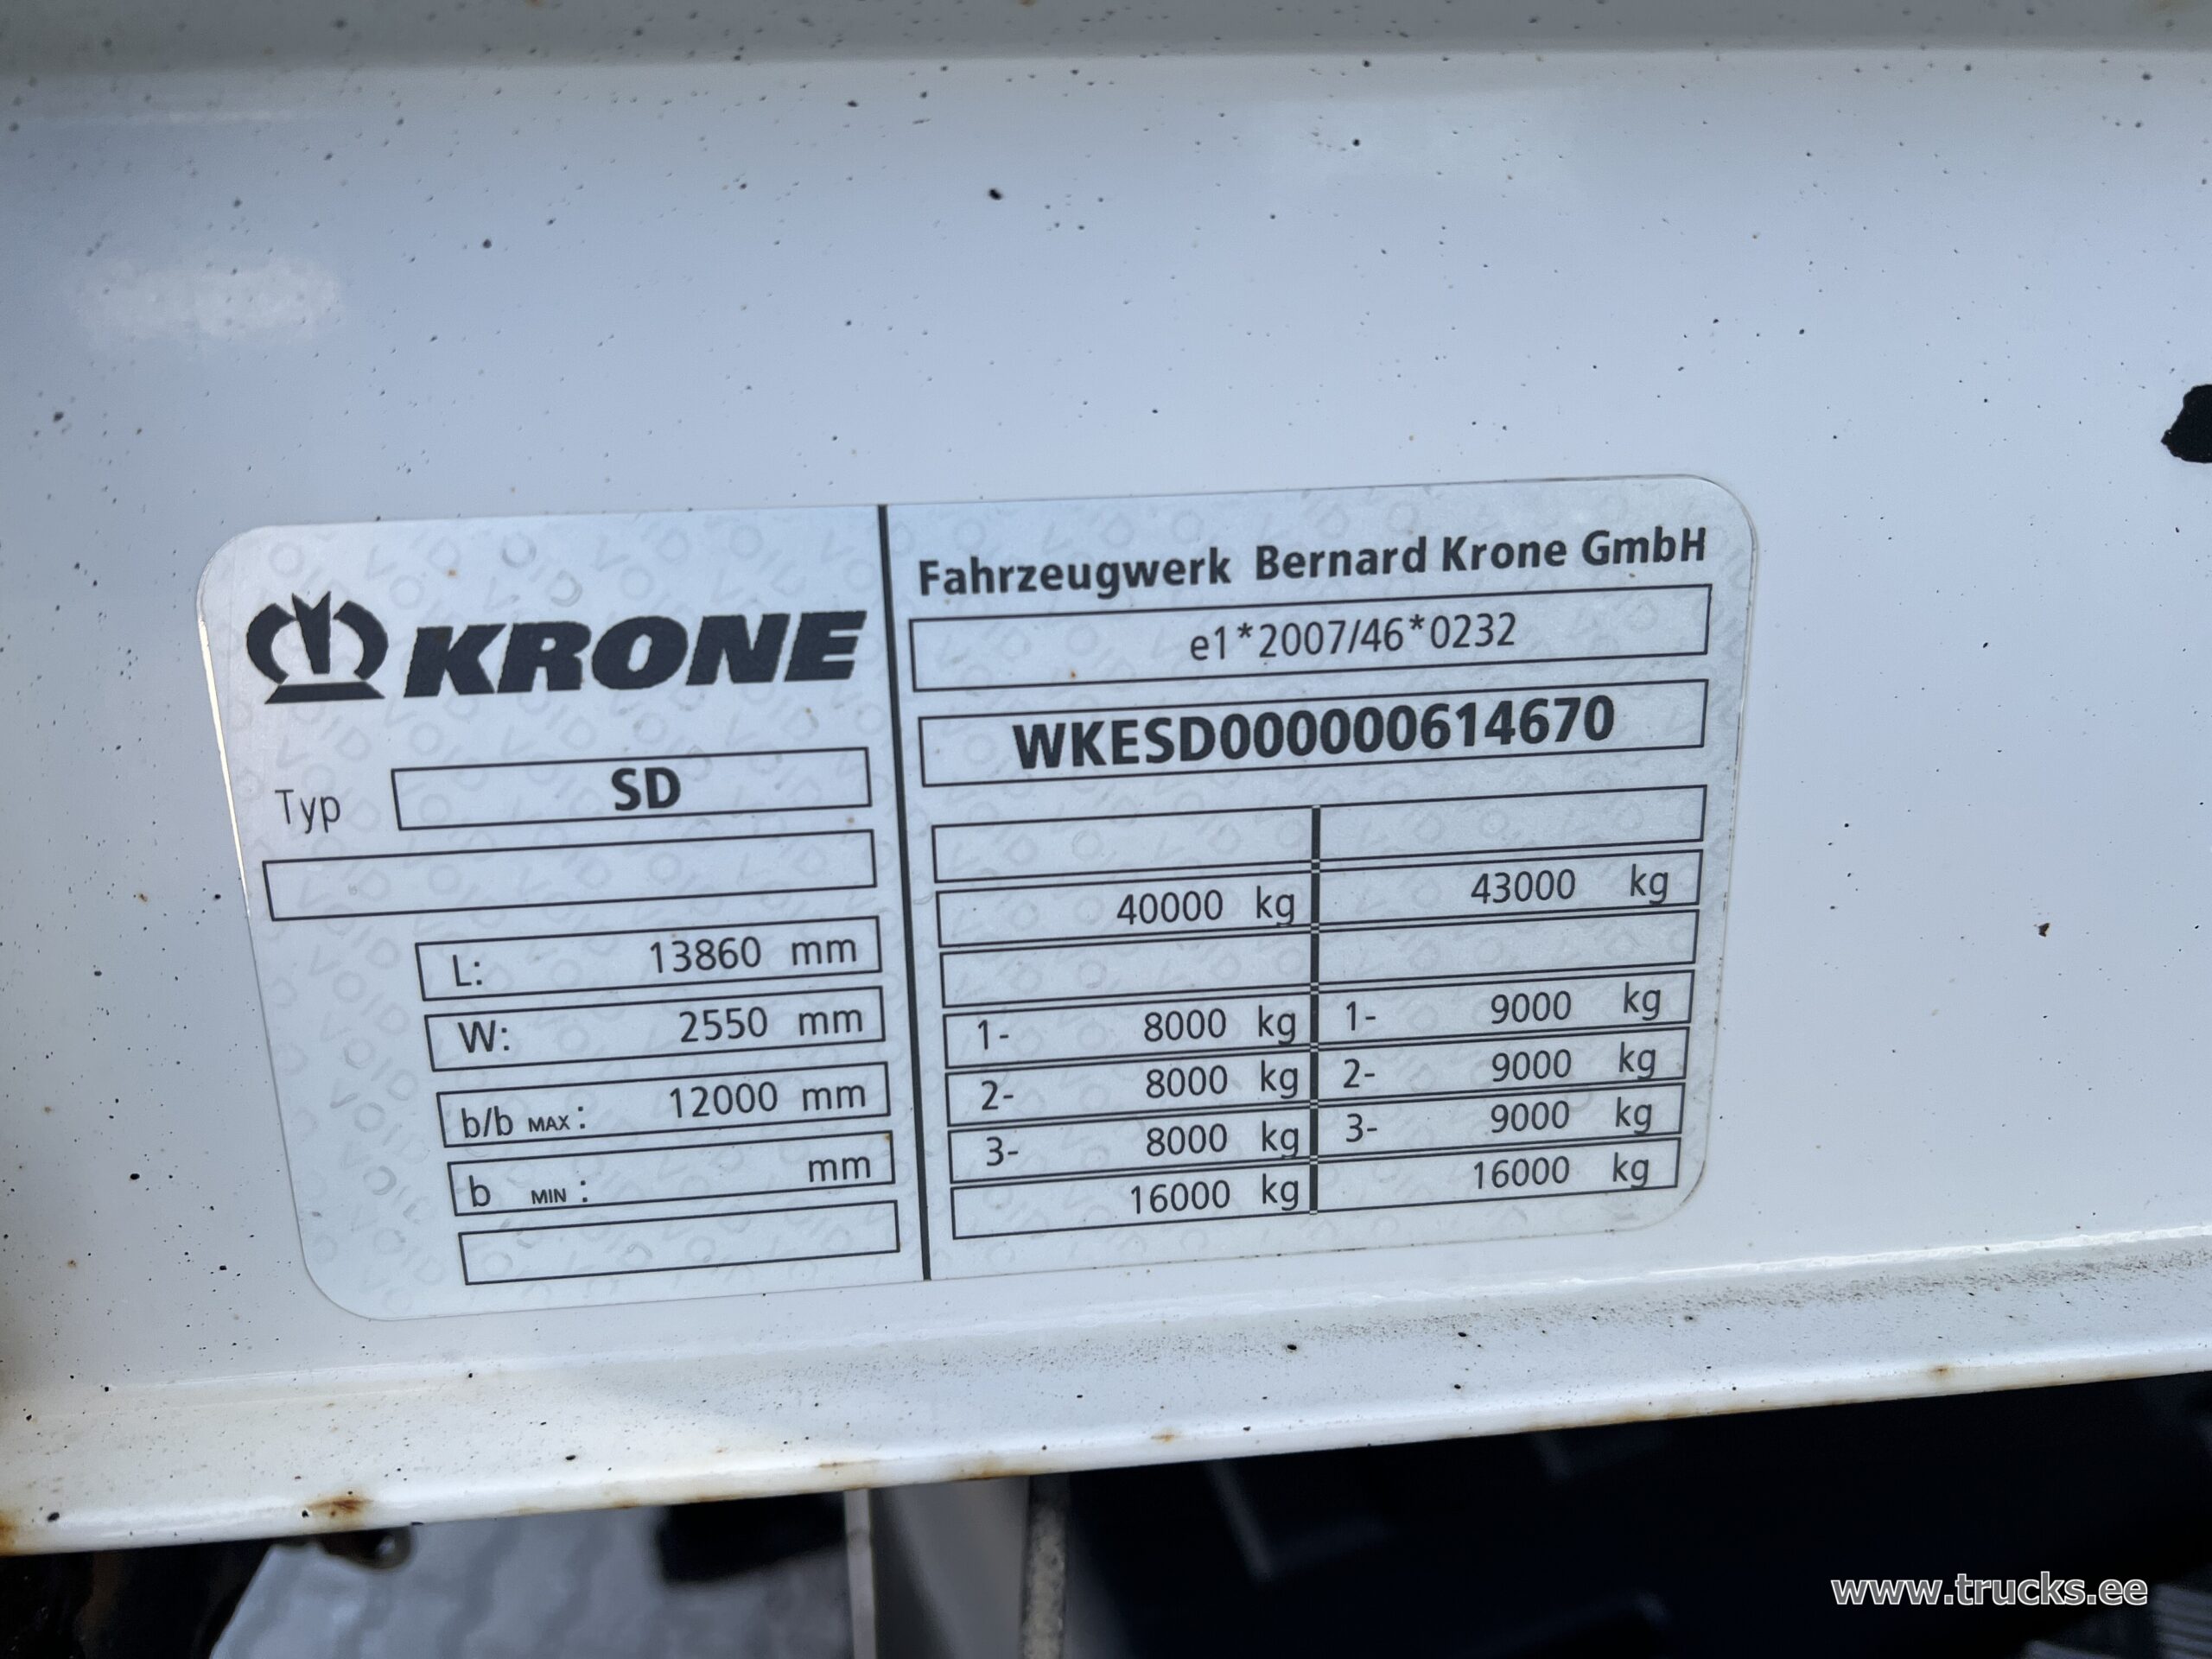 KRONE
Typ SD
L: 13860 mm
W: 2550 mm
b/b MAX: 12000 mm
b MIN: mm
Fahrzeugwerk Bernard Krone GmbH
e1*2007/46*0232
WKESD000000614670
40000 kg 43000 kg
1- 8000 kg 1- 9000 kg
2- 8000 kg 2- 9000 kg
3- 8000 kg 3- 9000 kg
16000 kg 16000 kg
www.trucks.ee